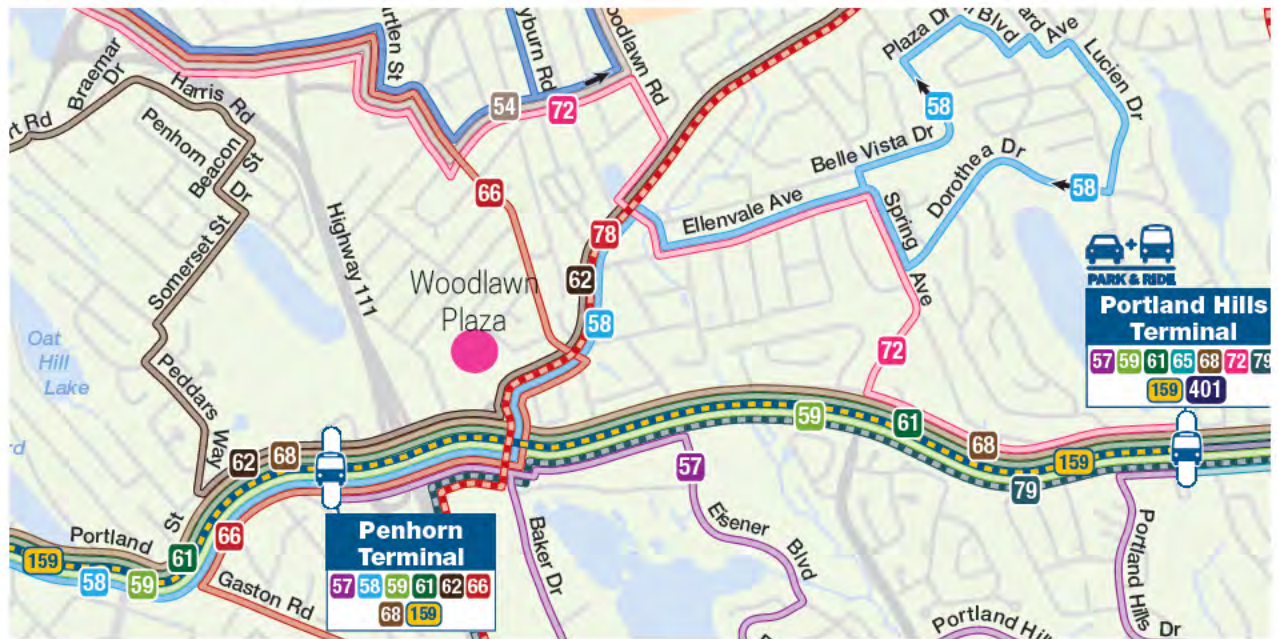 Braemar
Dr
Harris Rd
rt Rd
Penhorn
Beacon
St
Dr
Somerset St
Oat
Hill
Lake
rd
Peddars
Way
Highway 111
rtlen St
yburn Rd
oodlawn Rd
54
72
66
78
62
58
Woodlawn
Plaza
Plaza Dr
Blvd
ard Ave
Lucien Dr
58
Belle Vista Dr
Dorothea Dr
58
Ellenvale Ave
Spring
Ave
72
PARK & RIDE
Portland Hills
Terminal
57 59 61 65 68 72 79
159 401
62 68
59
61
68
159
79
57
Eisener
Blvd
Baker Dr
Portland
St
159
58
59
61
66
Gaston Rd
Penhorn
Terminal
57 58 59 61 62 66
68 159
Portland Hills
Dr
Portland Hil